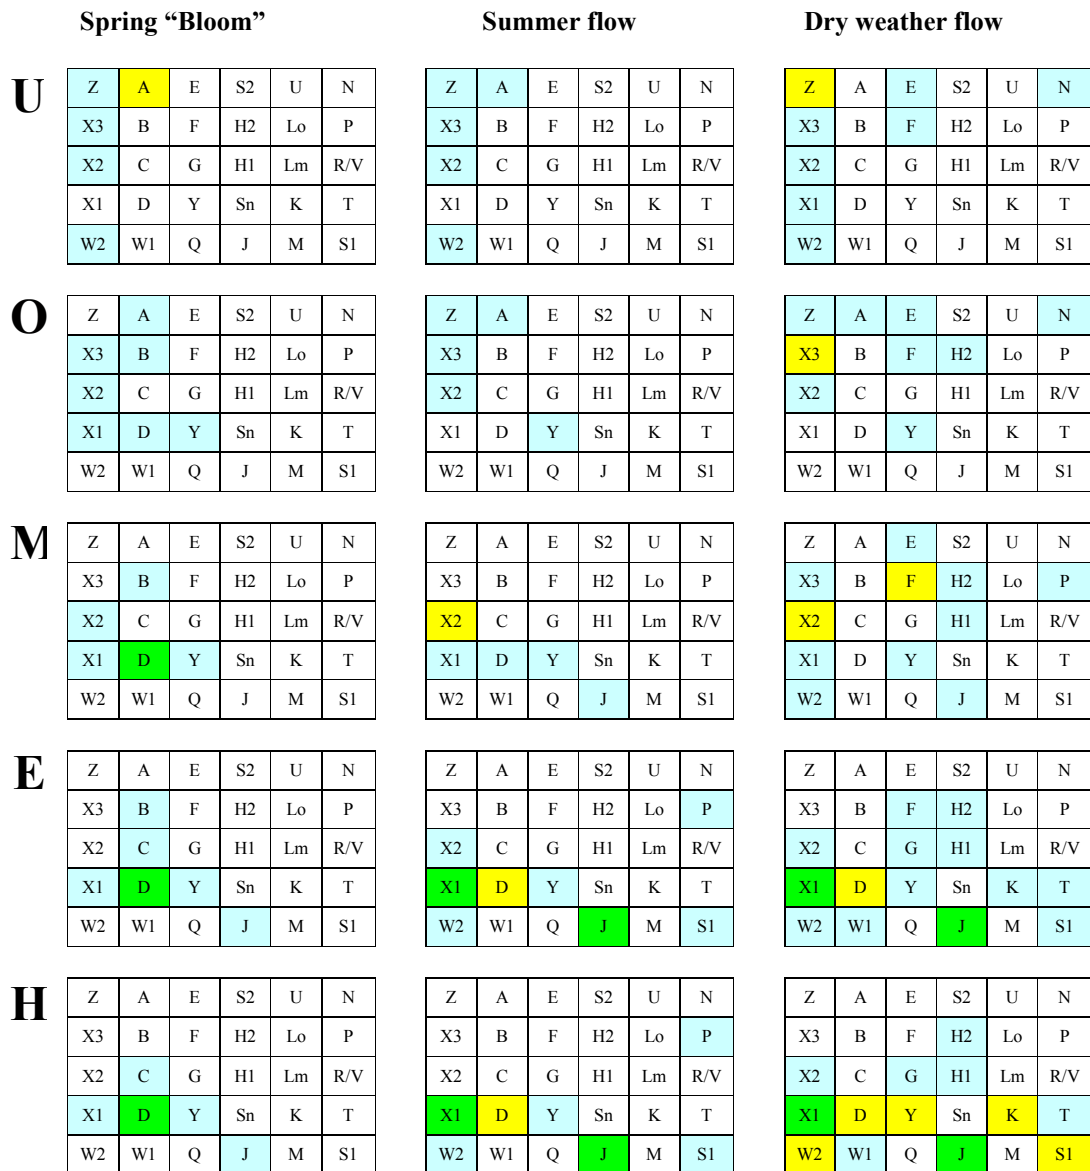 Spring “Bloom” Summer flow Dry weather flow
U
Z A E S2 U N Z A E S2 U N Z A E S2 U N
X3 B F H2 Lo P X3 B F H2 Lo P X3 B F H2 Lo P
X2 C G H1 Lm R/V X2 C G H1 Lm R/V X2 C G H1 Lm R/V
X1 D Y Sn K T X1 D Y Sn K T X1 D Y Sn K T
W2 W1 Q J M S1 W2 W1 Q J M S1 W2 W1 Q J M S1
O
Z A E S2 U N Z A E S2 U N Z A E S2 U N
X3 B F H2 Lo P X3 B F H2 Lo P X3 B F H2 Lo P
X2 C G H1 Lm R/V X2 C G H1 Lm R/V X2 C G H1 Lm R/V
X1 D Y Sn K T X1 D Y Sn K T X1 D Y Sn K T
W2 W1 Q J M S1 W2 W1 Q J M S1 W2 W1 Q J M S1
M
Z A E S2 U N Z A E S2 U N Z A E S2 U N
X3 B F H2 Lo P X3 B F H2 Lo P X3 B F H2 Lo P
X2 C G H1 Lm R/V X2 C G H1 Lm R/V X2 C G H1 Lm R/V
X1 D Y Sn K T X1 D Y Sn K T X1 D Y Sn K T
W2 W1 Q J M S1 W2 W1 Q J M S1 W2 W1 Q J M S1
E
Z A E S2 U N Z A E S2 U N Z A E S2 U N
X3 B F H2 Lo P X3 B F H2 Lo P X3 B F H2 Lo P
X2 C G H1 Lm R/V X2 C G H1 Lm R/V X2 C G H1 Lm R/V
X1 D Y Sn K T X1 D Y Sn K T X1 D Y Sn K T
W2 W1 Q J M S1 W2 W1 Q J M S1 W2 W1 Q J M S1
H
Z A E S2 U N Z A E S2 U N Z A E S2 U N
X3 B F H2 Lo P X3 B F H2 Lo P X3 B F H2 Lo P
X2 C G H1 Lm R/V X2 C G H1 Lm R/V X2 C G H1 Lm R/V
X1 D Y Sn K T X1 D Y Sn K T X1 D Y Sn K T
W2 W1 Q J M S1 W2 W1 Q J M S1 W2 W1 Q J M S1